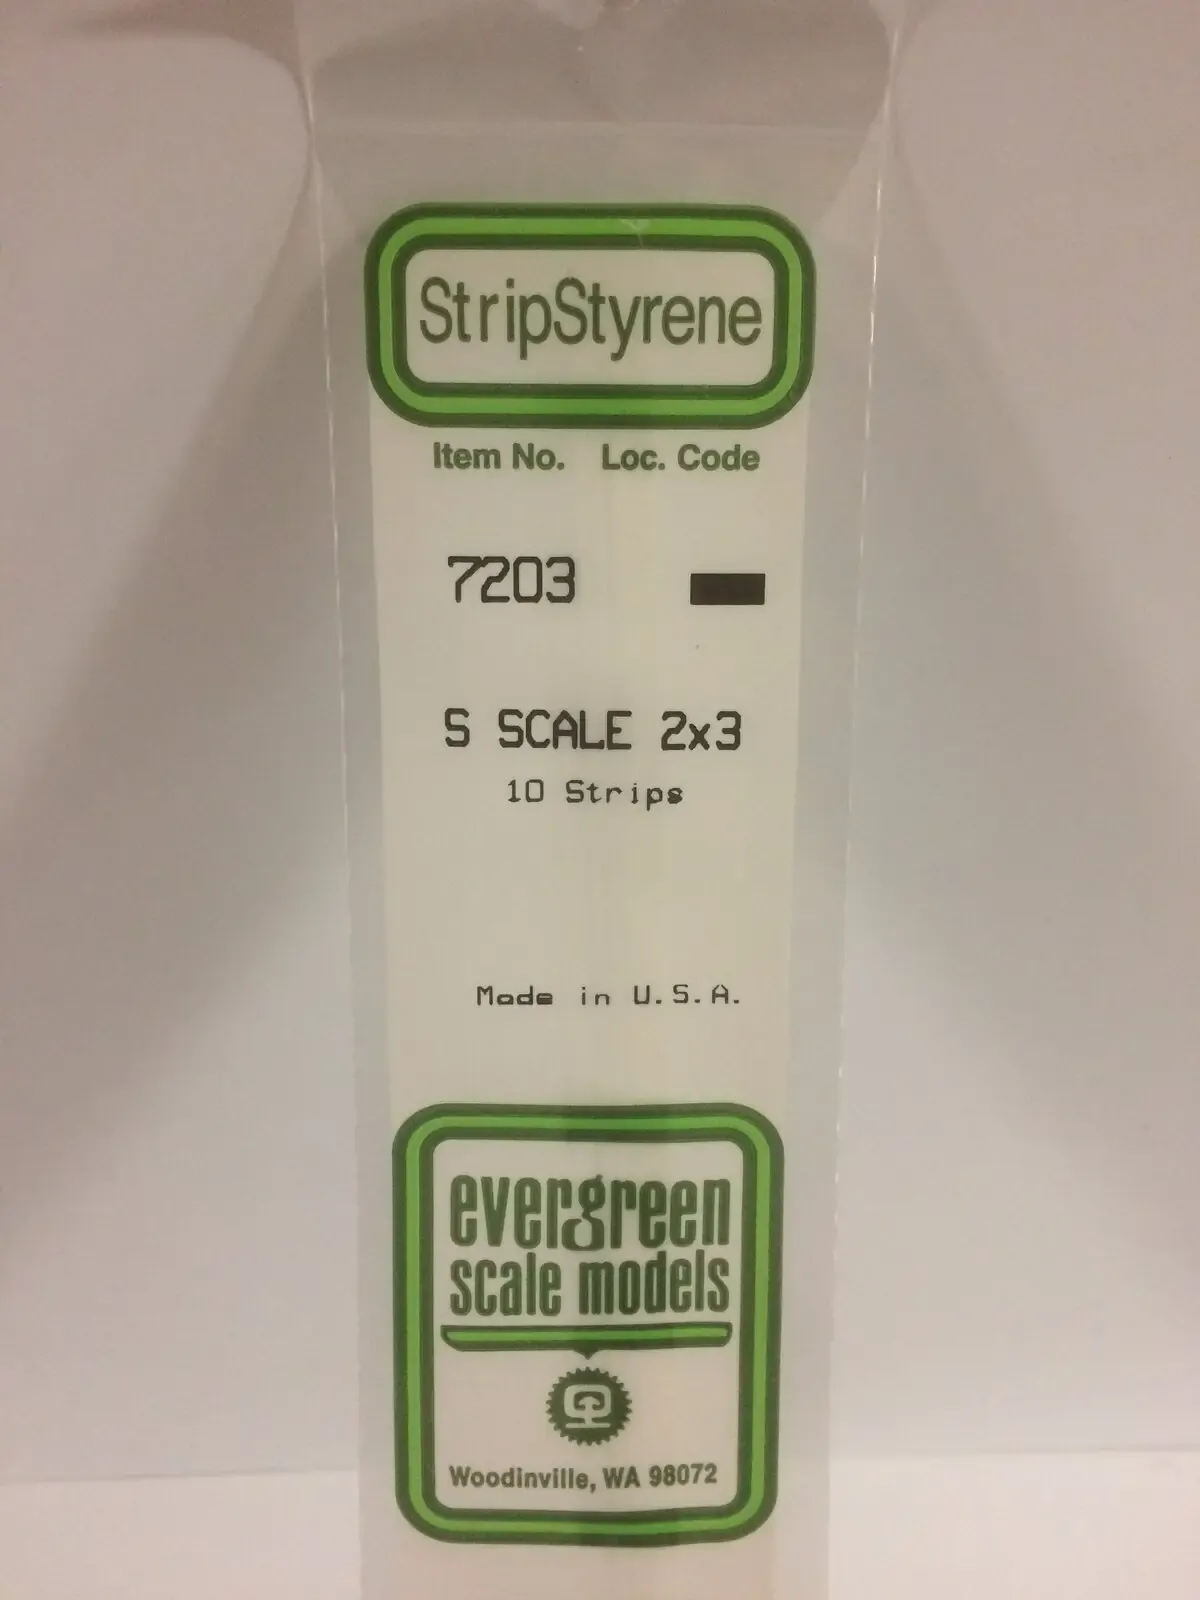 StripStyrene
Item No. Loc. Code
7203
S SCALE 2x3
10 Strips
Made in U.S.A.
evergreen
scale models
Woodinville, WA 98072